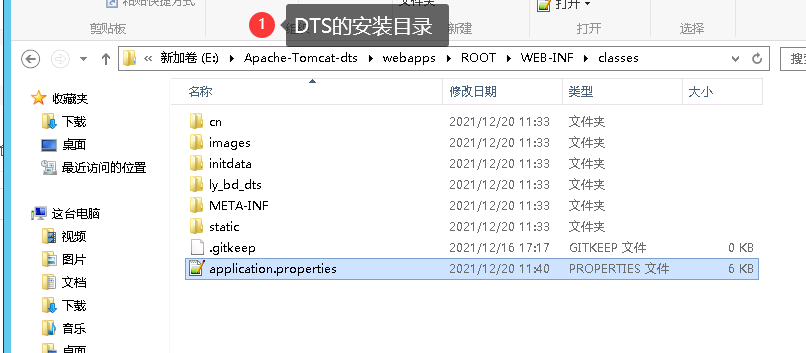 粘贴快捷方式
文件夹
打开
剪贴板
新建
打开
选择
1 DTS的安装目录
« 新加卷 (E:) Apache-Tomcat-dts webapps ROOT WEB-INF classes
名称 修改日期 类型 大小
收藏夹
下载
桌面
最近访问的位置
这台电脑
视频
图片
文档
下载
音乐
桌面
cn 2021/12/20 11:33 文件夹
images 2021/12/20 11:33 文件夹
initdata 2021/12/20 11:33 文件夹
ly_bd_dts 2021/12/20 11:33 文件夹
META-INF 2021/12/20 11:33 文件夹
static 2021/12/20 11:33 文件夹
.gitkeep 2021/12/16 17:17 GITKEEP 文件 0 KB
application.properties 2021/12/20 11:40 PROPERTIES 文件 6 KB